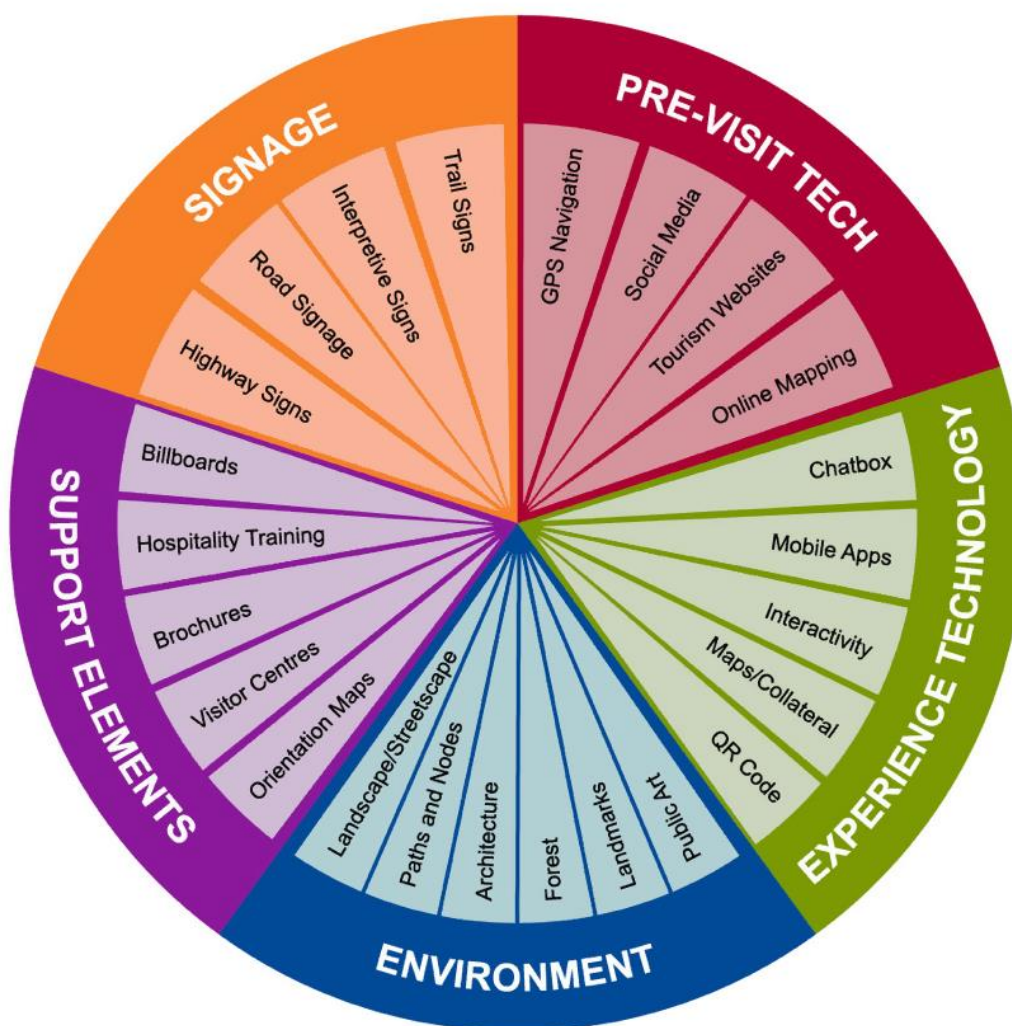 SIGNAGE
Trail Signs
Interpretive Signs
Road Signage
Highway Signs
PRE-VISIT TECH
GPS Navigation
Social Media
Tourism Websites
Online Mapping
EXPERIENCE TECHNOLOGY
Chatbox
Mobile Apps
Interactivity
Maps/Collateral
QR Code
ENVIRONMENT
Landscape/Streetscape
Paths and Nodes
Architecture
Forest
Landmarks
Public Art
SUPPORT ELEMENTS
Billboards
Hospitality Training
Brochures
Visitor Centres
Orientation Maps